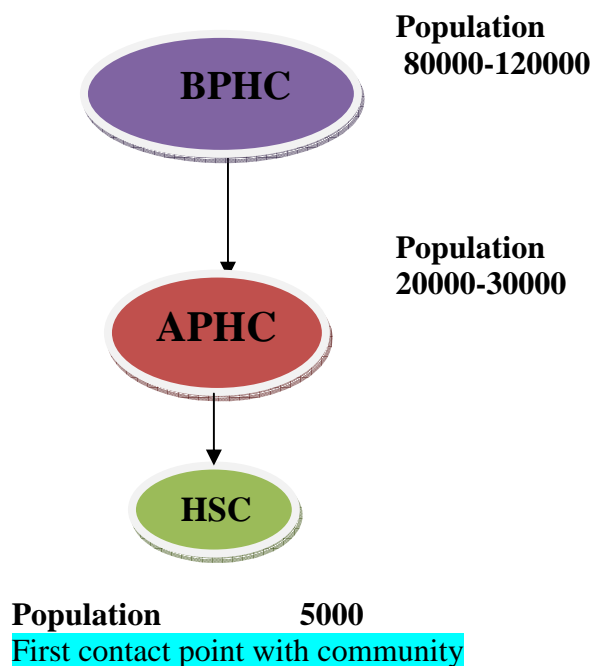 Population
80000-120000
BPHC
Population
20000-30000
APHC
HSC
Population 5000
First contact point with community